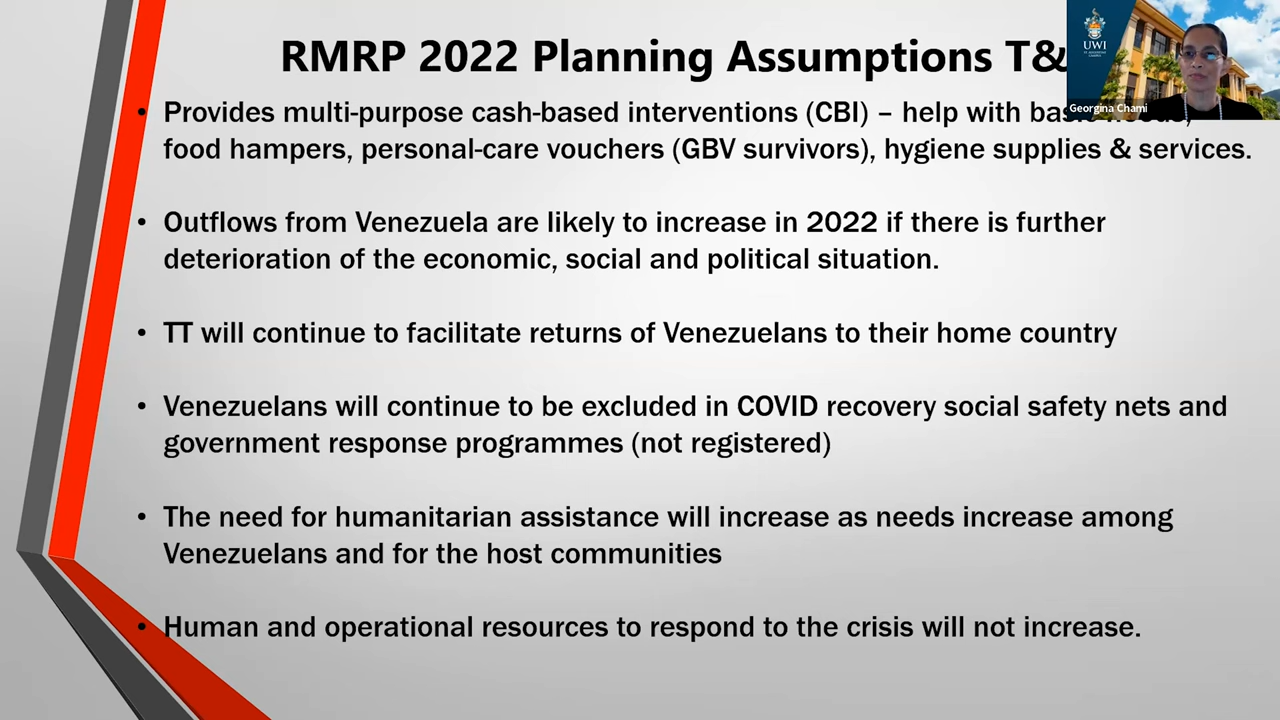 RMRP 2022 Planning Assumptions T&
UWI
Georgina Chami
• Provides multi-purpose cash-based interventions (CBI) – help with
food hampers, personal-care vouchers (GBV survivors), hygiene supplies & services.
• Outflows from Venezuela are likely to increase in 2022 if there is further
deterioration of the economic, social and political situation.
• TT will continue to facilitate returns of Venezuelans to their home country
• Venezuelans will continue to be excluded in COVID recovery social safety nets and
government response programmes (not registered)
• The need for humanitarian assistance will increase as needs increase among
Venezuelans and for the host communities
• Human and operational resources to respond to the crisis will not increase.